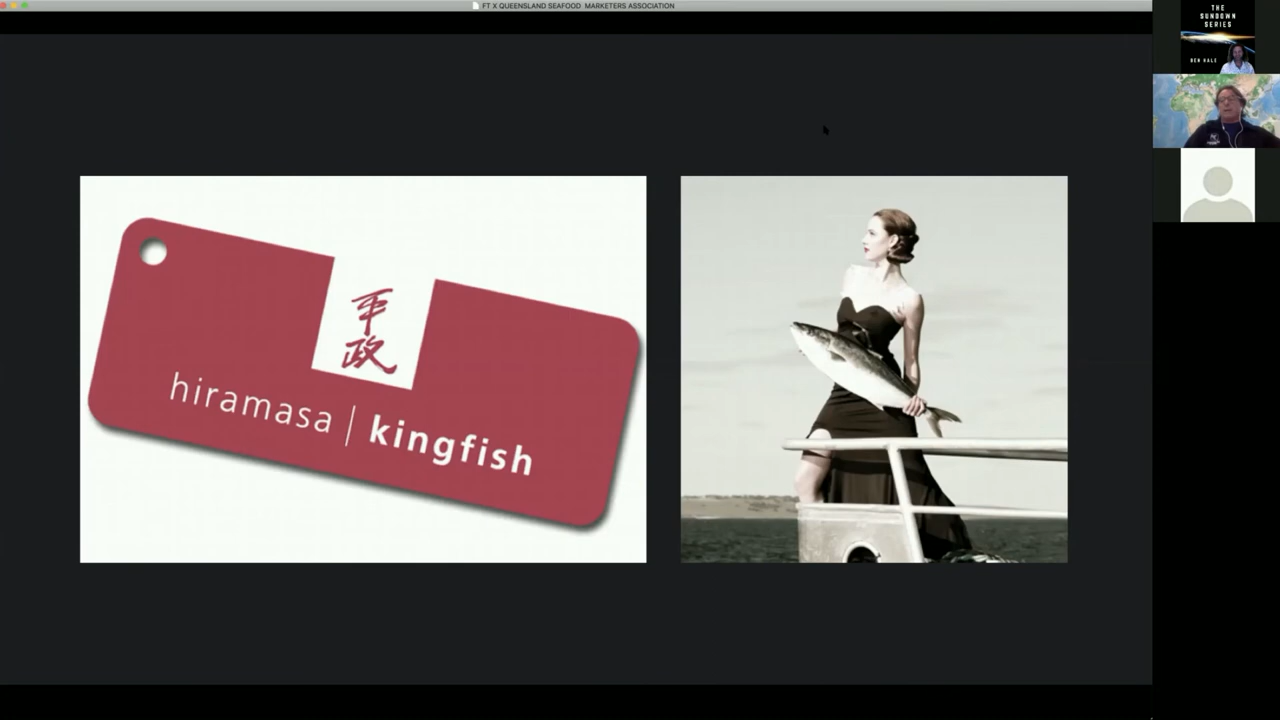 FT X QUEENSLAND SEAFOOD MARKETERS ASSOCIATION
THE
SUNDOWN
SERIES
BEN HALE
平
政
hiramasa | kingfish